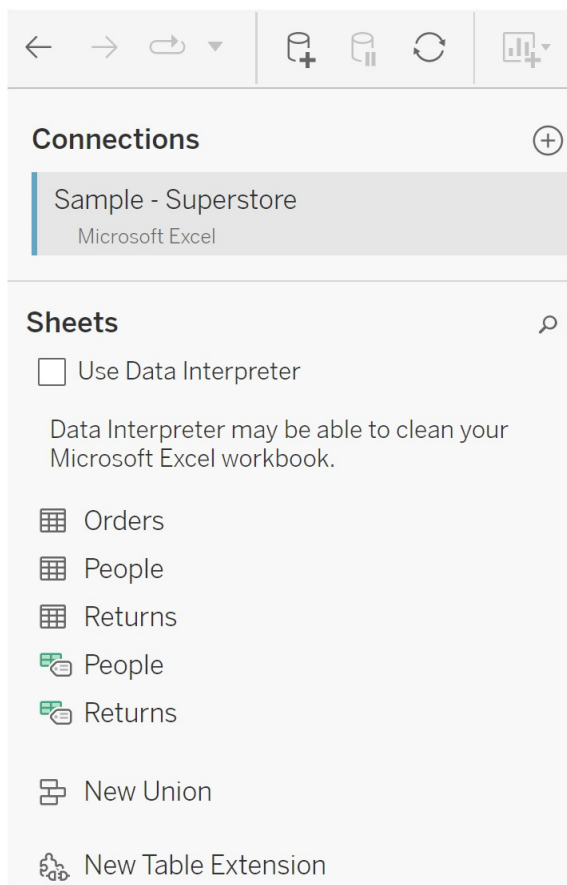 Connections
Sample - Superstore
Microsoft Excel
Sheets
Use Data Interpreter
Data Interpreter may be able to clean your
Microsoft Excel workbook.
Orders
People
Returns
People
Returns
New Union
New Table Extension